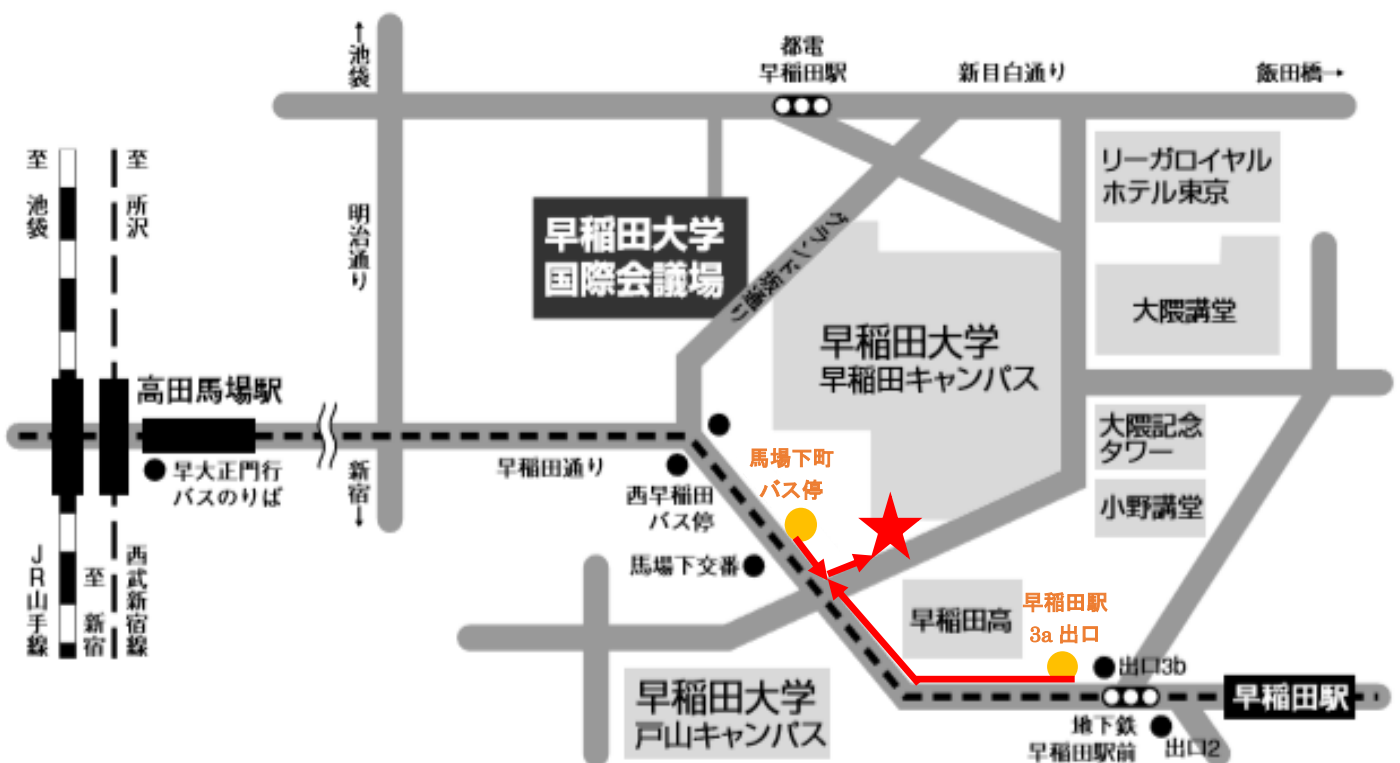 ↑池袋
都電
早稲田駅
新目白通り
飯田橋→
リーガロイヤル
ホテル東京
至 池袋
至 所沢
明治通り
早稲田大学
国際会議場
グランド坂通り
大隈講堂
早稲田大学
早稲田キャンパス
高田馬場駅
大隈記念
タワー
馬場下町
バス停
早稲田通り
早大正門行
バスのりば
新宿↓
西早稲田
バス停
小野講堂
馬場下交番
JR山手線
至 新宿
西武新宿線
早稲田高
早稲田駅
3a 出口
出口3b
早稲田大学
戸山キャンパス
早稲田駅
地下鉄
早稲田駅前
出口2